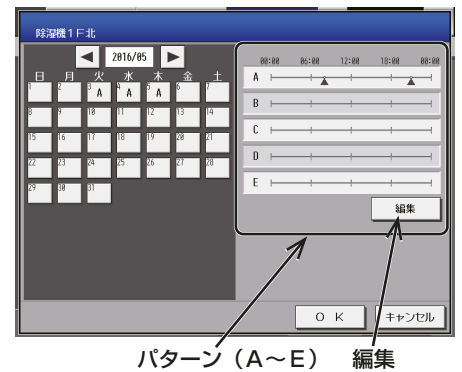 除湿機1F北
2016/05
日 月 火 水 木 金 土
1 2 3 A 4 A 5 A 6 7
8 9 10 11 12 13 14
15 16 17 18 19 20 21
22 23 24 25 26 27 28
29 30 31
00:00 06:00 12:00 18:00 00:00
A
B
C
D
E
編集
OK キャンセル
パターン(A～E) 編集